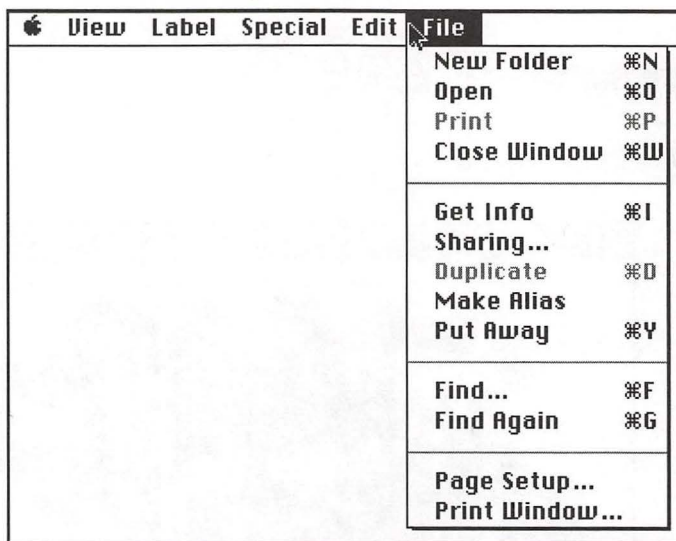 View Label Special Edit File
New Folder ⌘N
Open ⌘O
Print ⌘P
Close Window ⌘W
Get Info ⌘I
Sharing...
Duplicate ⌘D
Make Alias
Put Away ⌘Y
Find... ⌘F
Find Again ⌘G
Page Setup...
Print Window...